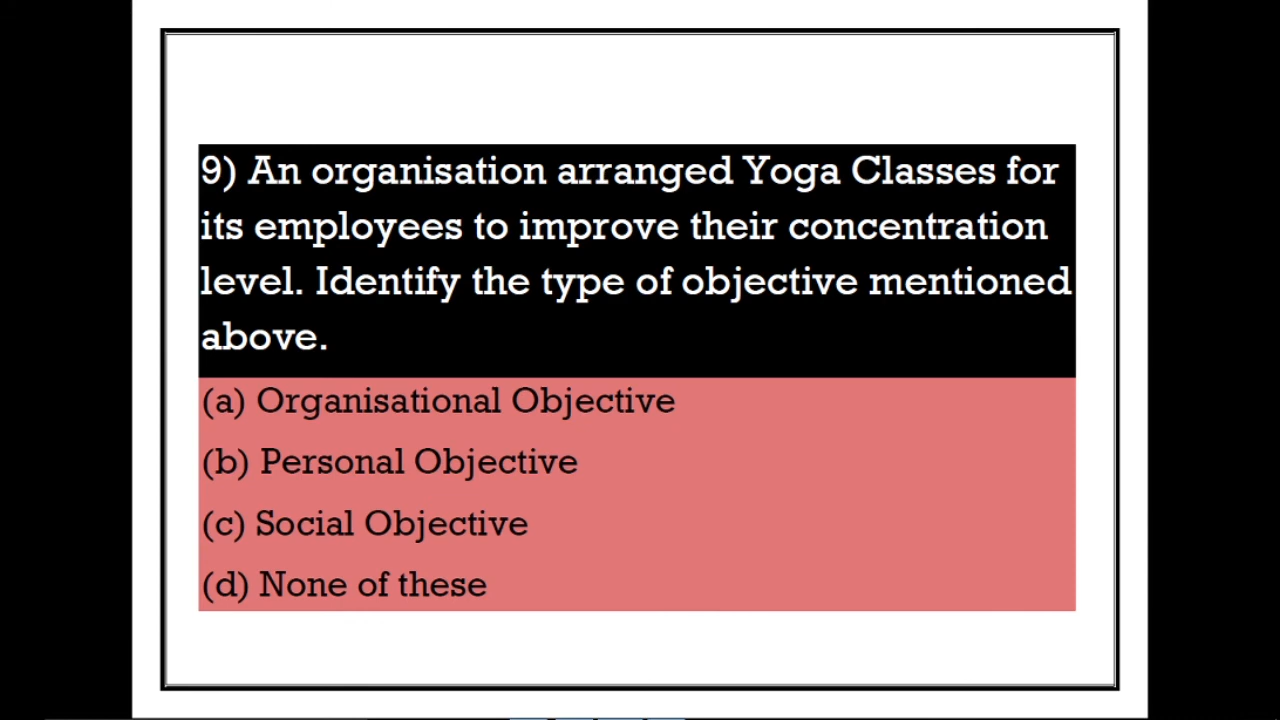 9) An organisation arranged Yoga Classes for
its employees to improve their concentration
level. Identify the type of objective mentioned
above.
(a) Organisational Objective
(b) Personal Objective
(c) Social Objective
(d) None of these